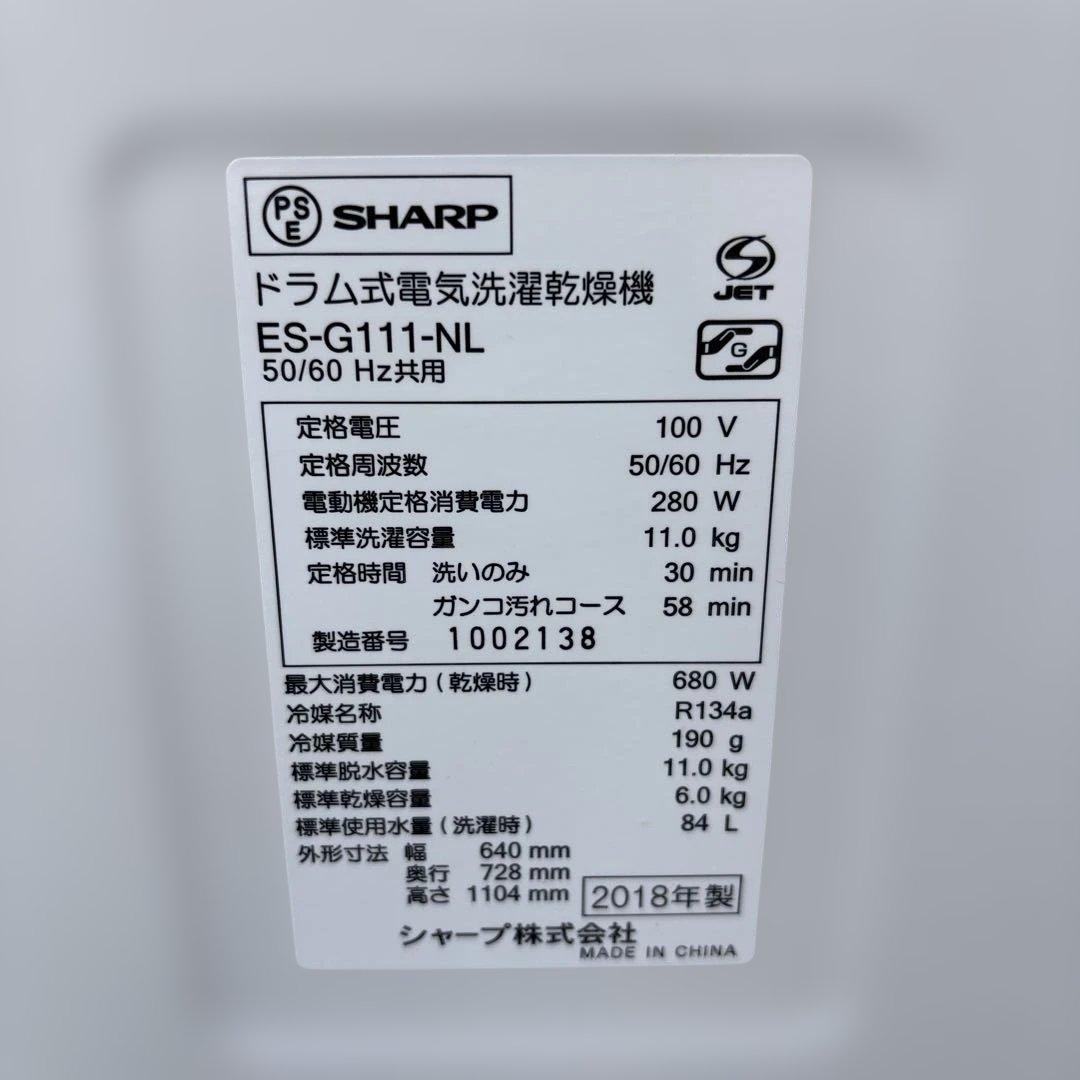 PSE SHARP
JET
ドラム式電気洗濯乾燥機
ES-G111-NL
G
50/60 Hz共用
定格電圧 100 V
定格周波数 50/60 Hz
電動機定格消費電力 280 W
標準洗濯容量 11.0 kg
定格時間 洗いのみ 30 min
ガンコ汚れコース 58 min
製造番号 1002138
最大消費電力(乾燥時) 680 W
冷媒名称 R134a
冷媒質量 190 g
標準脱水容量 11.0 kg
標準乾燥容量 6.0 kg
標準使用水量(洗濯時) 84 L
外形寸法 幅 640 mm
奥行 728 mm
高さ 1104 mm
2018年製
シャープ株式会社
MADE IN CHINA